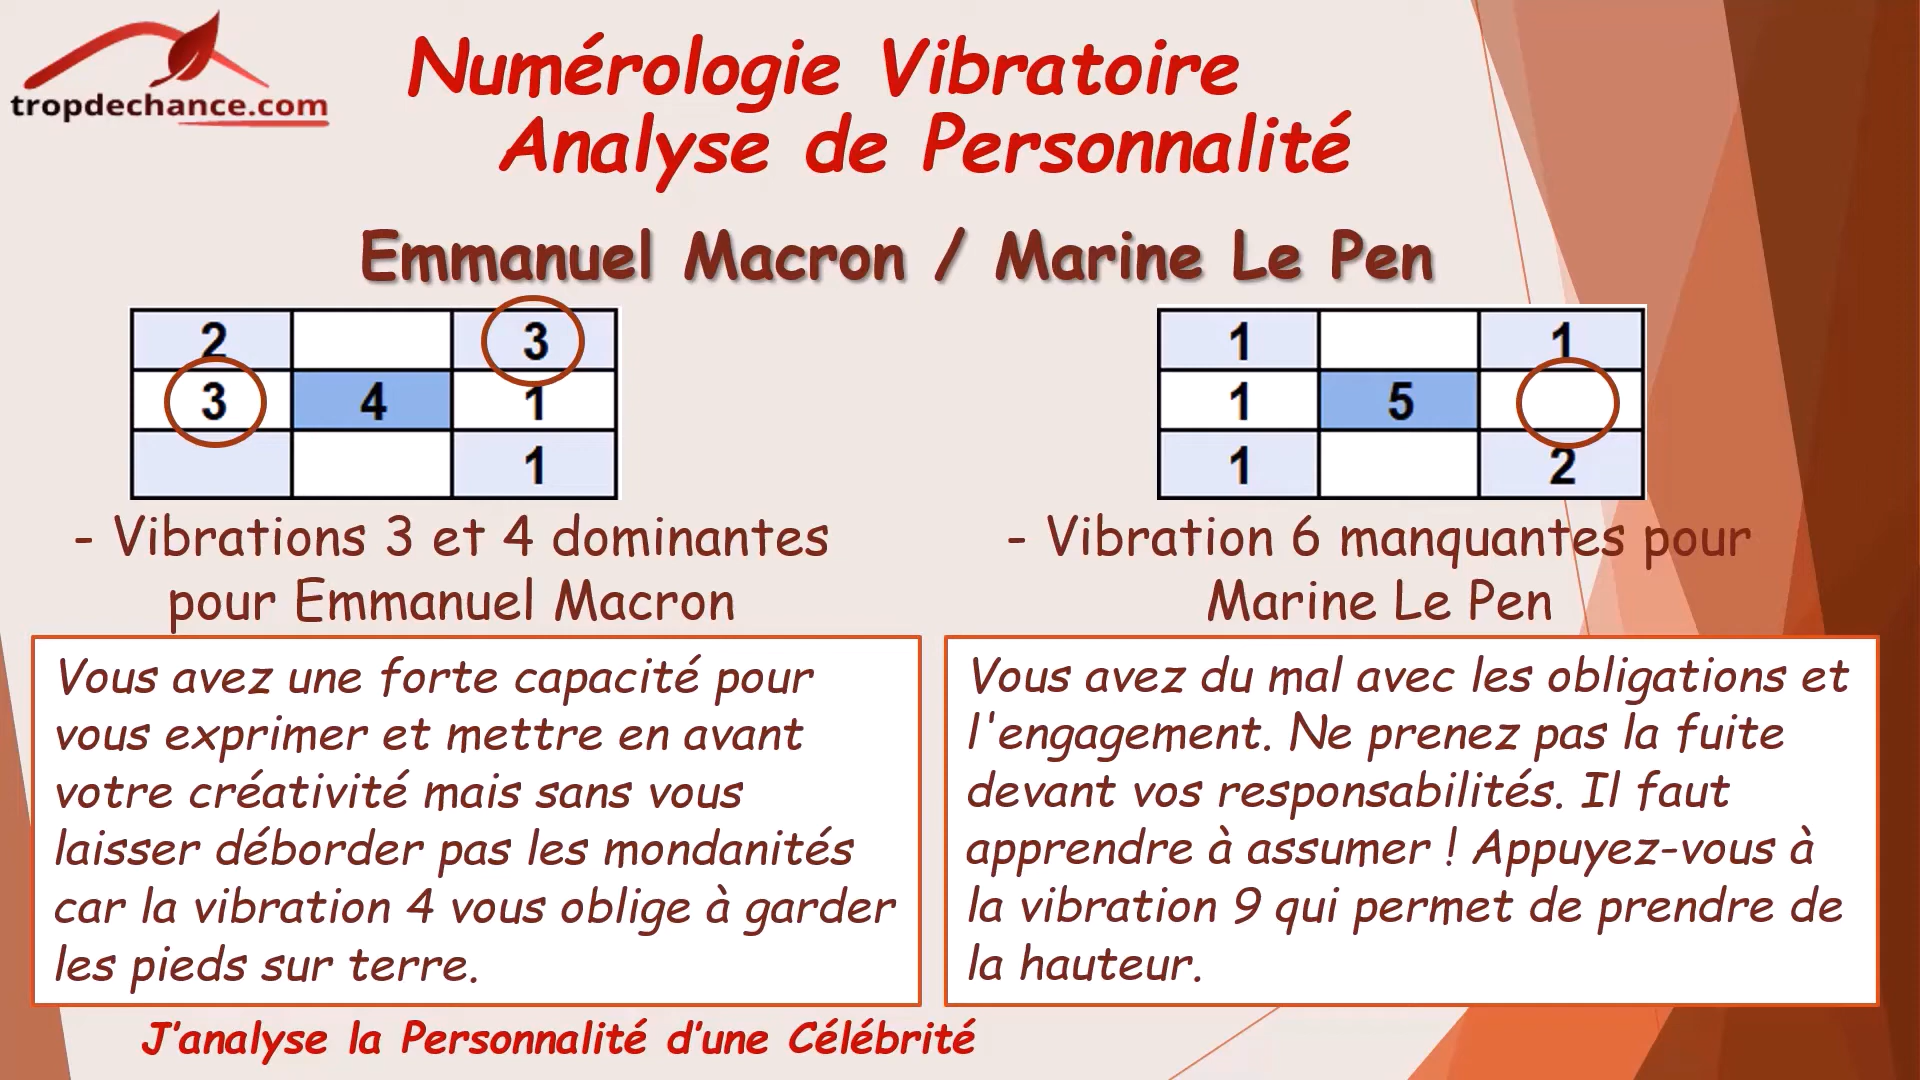 tropdechance.com
Numérologie Vibratoire
Analyse de Personnalité
Emmanuel Macron / Marine Le Pen
2 3
3 4 1
1
1 1
1 5
1 2
- Vibrations 3 et 4 dominantes
pour Emmanuel Macron
- Vibration 6 manquantes pour
Marine Le Pen
Vous avez une forte capacité pour
vous exprimer et mettre en avant
votre créativité mais sans vous
laisser déborder pas les mondanités
car la vibration 4 vous oblige à garder
les pieds sur terre.
Vous avez du mal avec les obligations et
l'engagement. Ne prenez pas la fuite
devant vos responsabilités. Il faut
apprendre à assumer ! Appuyez-vous à
la vibration 9 qui permet de prendre de
la hauteur.
J'analyse la Personnalité d'une Célébrité